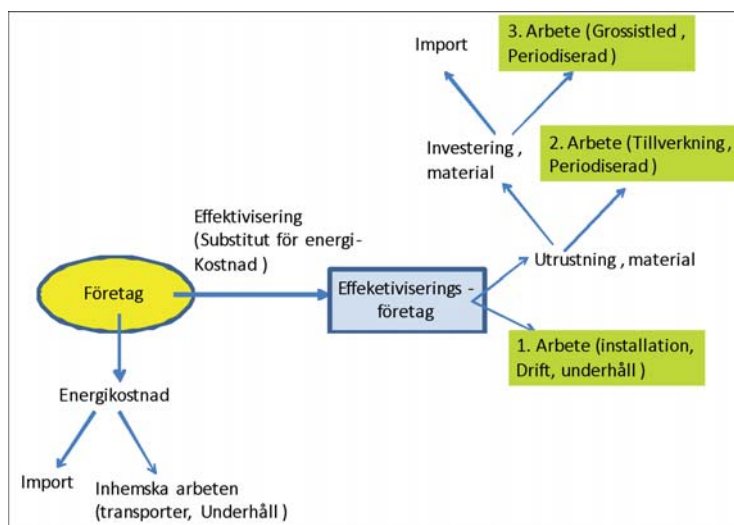 Import
3. Arbete (Grossistled ,
Periodiserad )
Investering ,
material
2. Arbete (Tillverkning ,
Periodiserad )
Effektivisering
(Substitut för energi-
Kostnad )
Utrustning , material
Företag
Effeketiviserings -
företag
1. Arbete (installation,
Drift, underhåll )
Energikostnad
Import
Inhemska arbeten
(transporter, Underhåll )